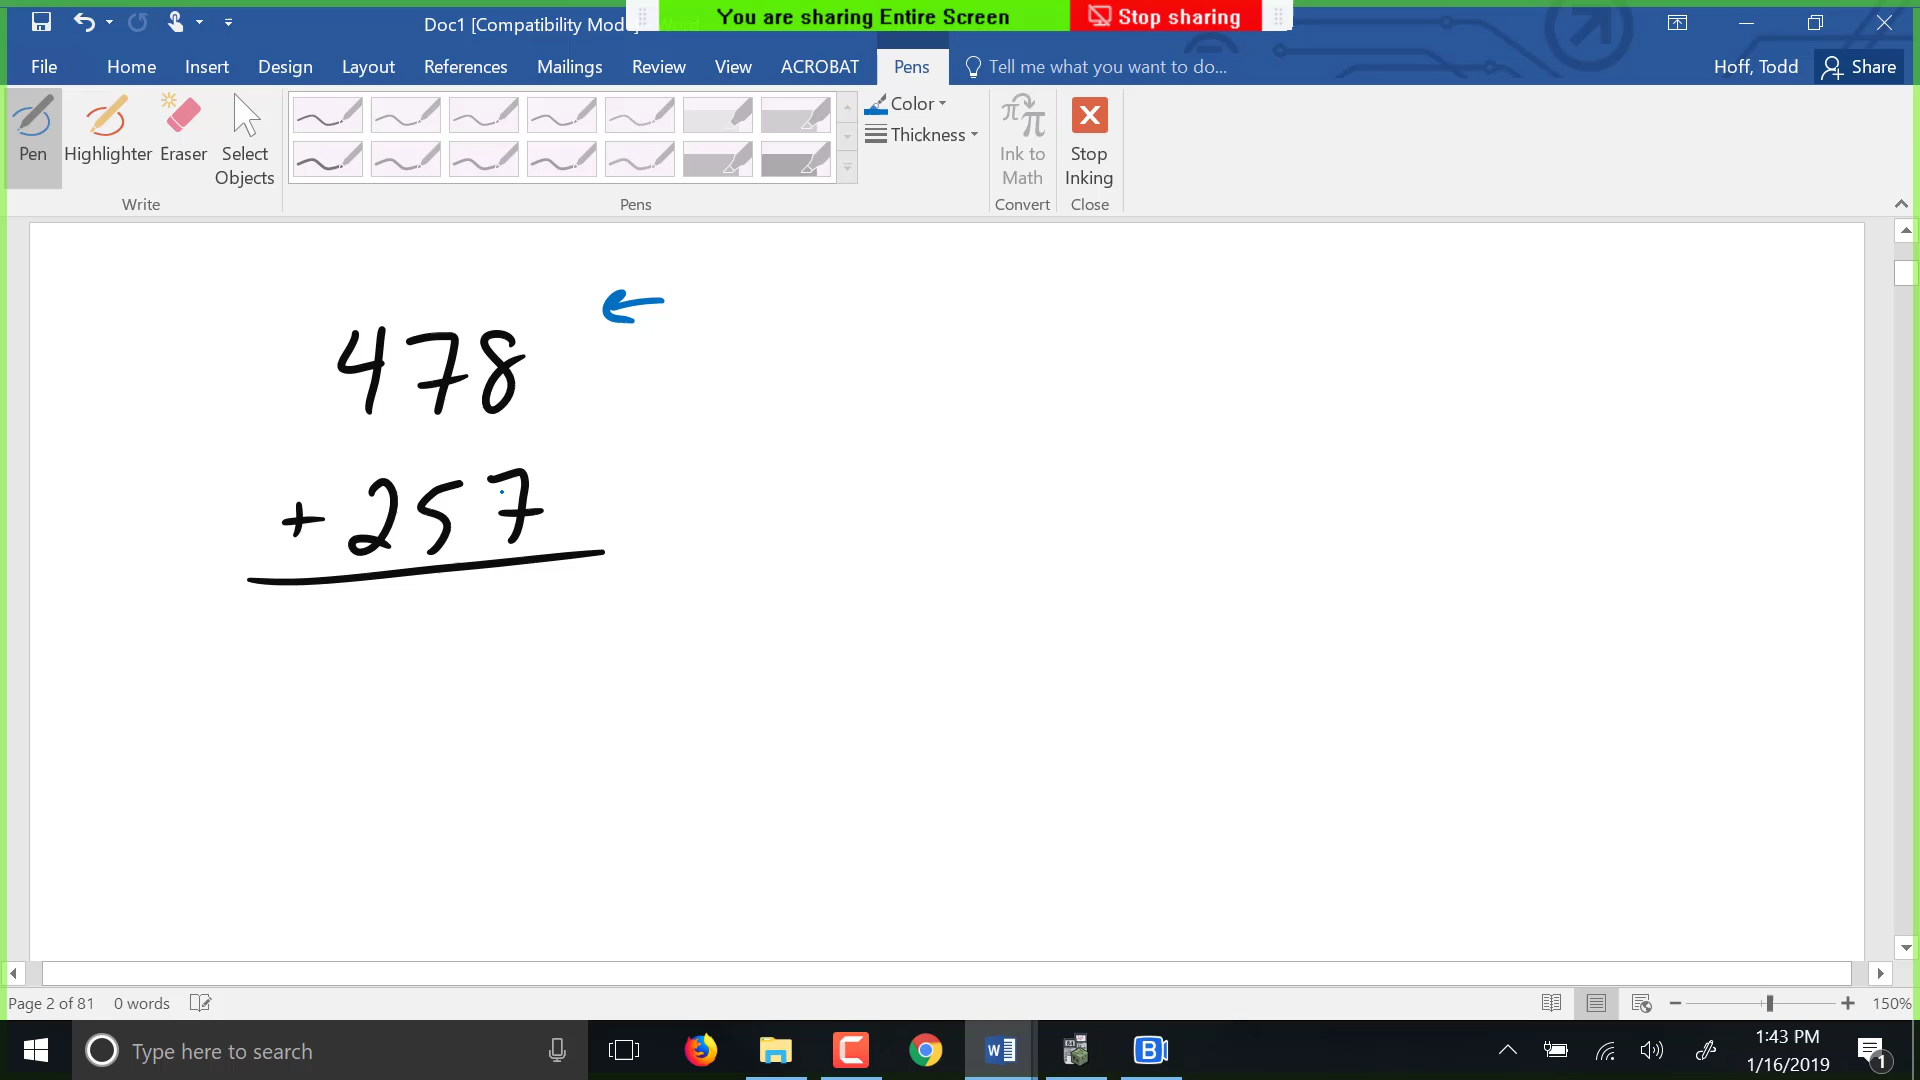 Doc1 [Compatibility Mod
You are sharing Entire Screen
Stop sharing
File Home Insert Design Layout References Mailings Review View ACROBAT Pens Tell me what you want to do...
Hoff, Todd Share
Pen Highlighter Eraser Select Objects
Color
Thickness
Ink to Math
Stop Inking
Write Pens Convert Close
478
+ 257
Page 2 of 81 0 words
150%
Type here to search
1:43 PM
1/16/2019
1